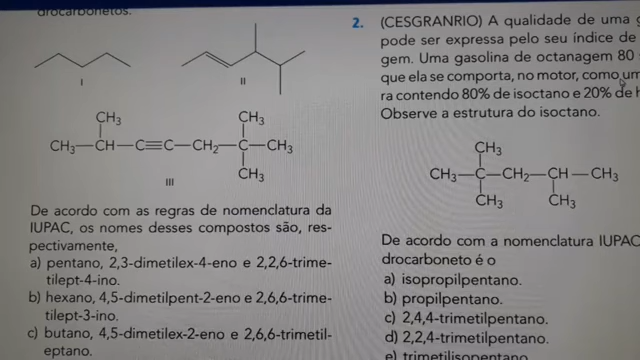 drocarbonetos.
I
II
CH3 CH3
CH3—CH—C≡C—CH2—C—CH3
CH3
III
De acordo com as regras de nomenclatura da
IUPAC, os nomes desses compostos são, res-
pectivamente,
a) pentano, 2,3-dimetilex-4-eno e 2,2,6-trime-
tilept-4-ino.
b) hexano, 4,5-dimetilpent-2-eno e 2,6,6-trime-
tilept-3-ino.
c) butano, 4,5-dimetilex-2-eno e 2,6,6-trimetil-
eptano.
2. (CESGRANRIO) A qualidade de uma g
pode ser expressa pelo seu índice de
gem. Uma gasolina de octanagem 80
que ela se comporta, no motor, como um
ra contendo 80% de isoctano e 20% de h
Observe a estrutura do isoctano.
CH3
CH3—C—CH2—CH—CH3
CH3 CH3
De acordo com a nomenclatura IUPAC
drocarboneto é o
a) isopropilpentano.
b) propilpentano.
c) 2,4,4-trimetilpentano.
d) 2,2,4-trimetilpentano.
e) trimetilisopentano.